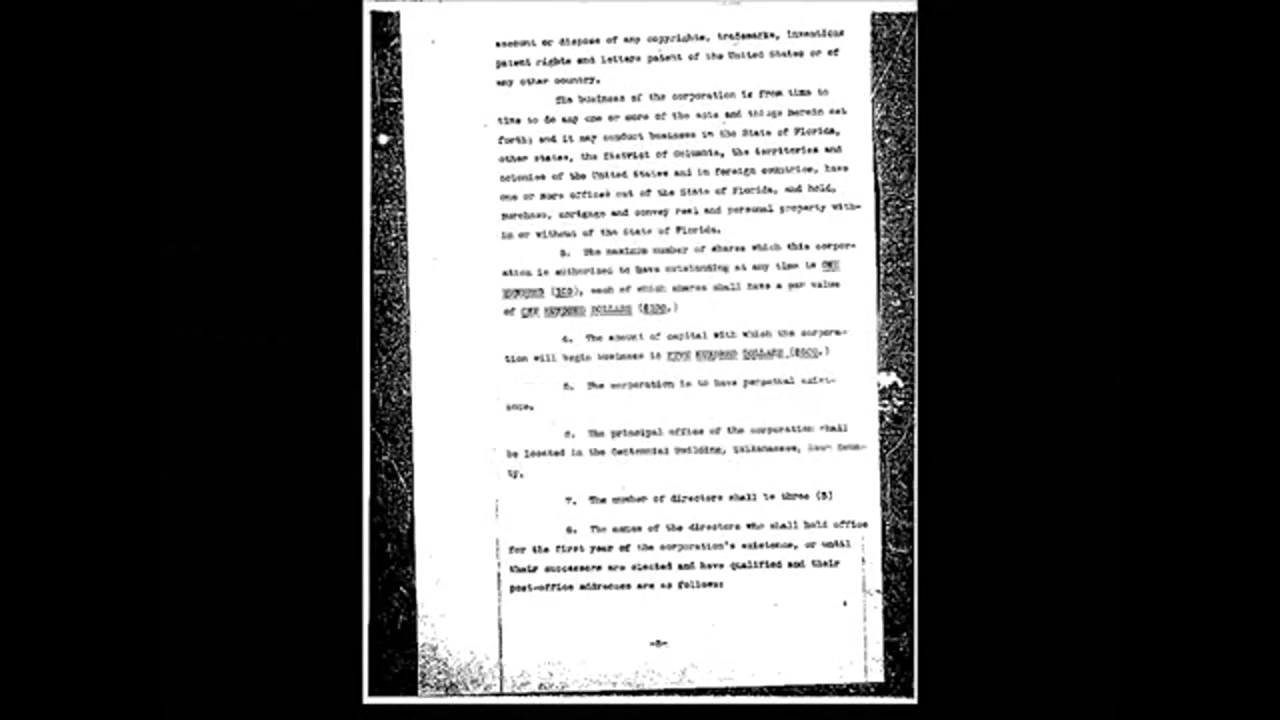 account or dispose of any copyrights, trademarks, inventions
patent rights and letters patent of the United States or of
any other country.
The business of the corporation is from time to
time to do any one or more of the acts and things herein set
forth; and it may conduct business in the State of Florida,
other states, the District of Columbia, the territories and
colonies of the United States and in foreign countries, have
one or more offices out of the State of Florida, and hold,
purchase, mortgage and convey real and personal property with-
in or without of the State of Florida.
3. The maximum number of shares which this corpor-
ation is authorized to have outstanding at any time is ONE
HUNDRED (100), each of which shares shall have a par value
of ONE HUNDRED DOLLARS ($100.)
4. The amount of capital with which the corpora-
tion will begin business is FIVE HUNDRED DOLLARS ($500.)
5. The corporation is to have perpetual exist-
ence.
6. The principal office of the corporation shall
be located in the Centennial Building, Tallahassee, Coun-
ty.
7. The number of directors shall be three (3)
8. The names of the directors who shall hold office
for the first year of the corporation's existence, or until
their successors are elected and have qualified and their
post-office addresses are as follows: